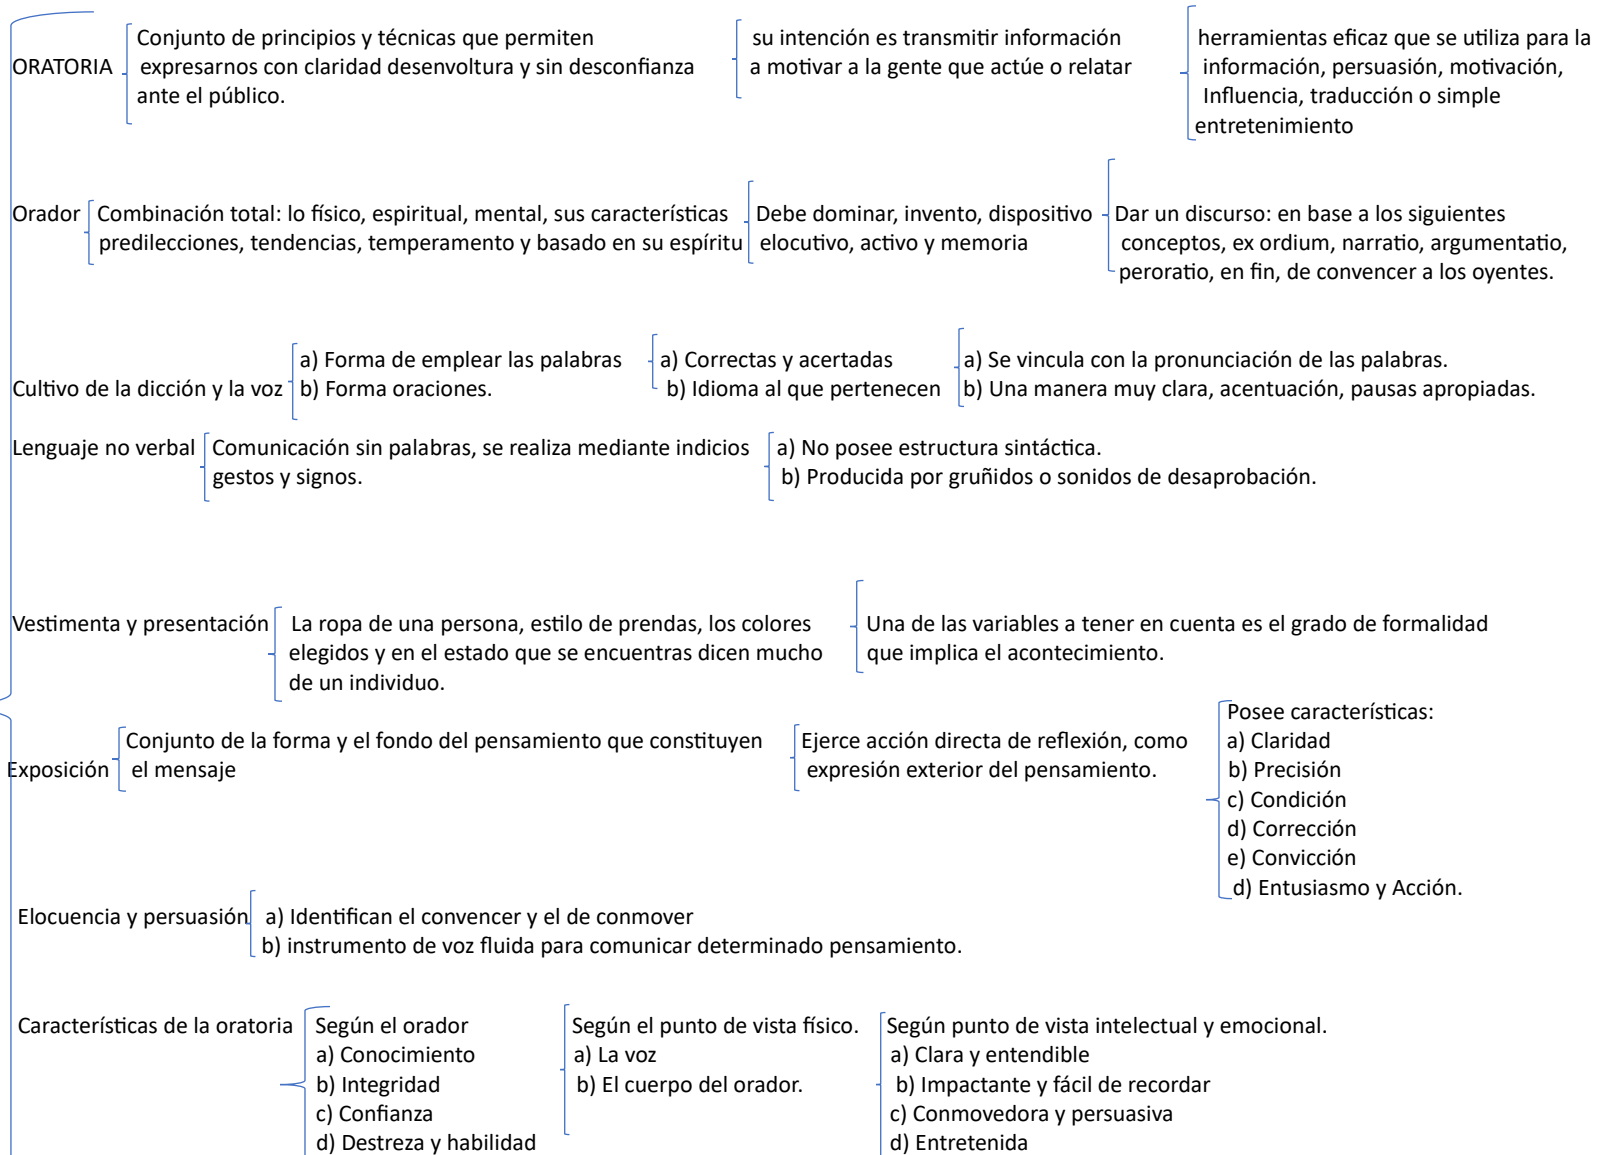 ORATORIA
Conjunto de principios y técnicas que permiten
expresarnos con claridad desenvoltura y sin desconfianza
ante el público.
su intención es transmitir información
a motivar a la gente que actúe o relatar
herramientas eficaz que se utiliza para la
información, persuasión, motivación,
Influencia, traducción o simple
entretenimiento
Orador
Combinación total: lo físico, espiritual, mental, sus características
predilecciones, tendencias, temperamento y basado en su espíritu
Debe dominar, invento, dispositivo
elocutivo, activo y memoria
Dar un discurso: en base a los siguientes
conceptos, ex ordium, narratio, argumentatio,
peroratio, en fin, de convencer a los oyentes.
Cultivo de la dicción y la voz
a) Forma de emplear las palabras
b) Forma oraciones.
a) Correctas y acertadas
b) Idioma al que pertenecen
a) Se vincula con la pronunciación de las palabras.
b) Una manera muy clara, acentuación, pausas apropiadas.
Lenguaje no verbal
Comunicación sin palabras, se realiza mediante indicios
gestos y signos.
a) No posee estructura sintáctica.
b) Producida por gruñidos o sonidos de desaprobación.
Vestimenta y presentación
La ropa de una persona, estilo de prendas, los colores
elegidos y en el estado que se encuentras dicen mucho
de un individuo.
Una de las variables a tener en cuenta es el grado de formalidad
que implica el acontecimiento.
Exposición
Conjunto de la forma y el fondo del pensamiento que constituyen
el mensaje
Ejerce acción directa de reflexión, como
expresión exterior del pensamiento.
Posee características:
a) Claridad
b) Precisión
c) Condición
d) Corrección
e) Convicción
d) Entusiasmo y Acción.
Elocuencia y persuasión
a) Identifican el convencer y el de conmover
b) instrumento de voz fluida para comunicar determinado pensamiento.
Características de la oratoria
Según el orador
a) Conocimiento
b) Integridad
c) Confianza
d) Destreza y habilidad
Según el punto de vista físico.
a) La voz
b) El cuerpo del orador.
Según punto de vista intelectual y emocional.
a) Clara y entendible
b) Impactante y fácil de recordar
c) Conmovedora y persuasiva
d) Entretenida